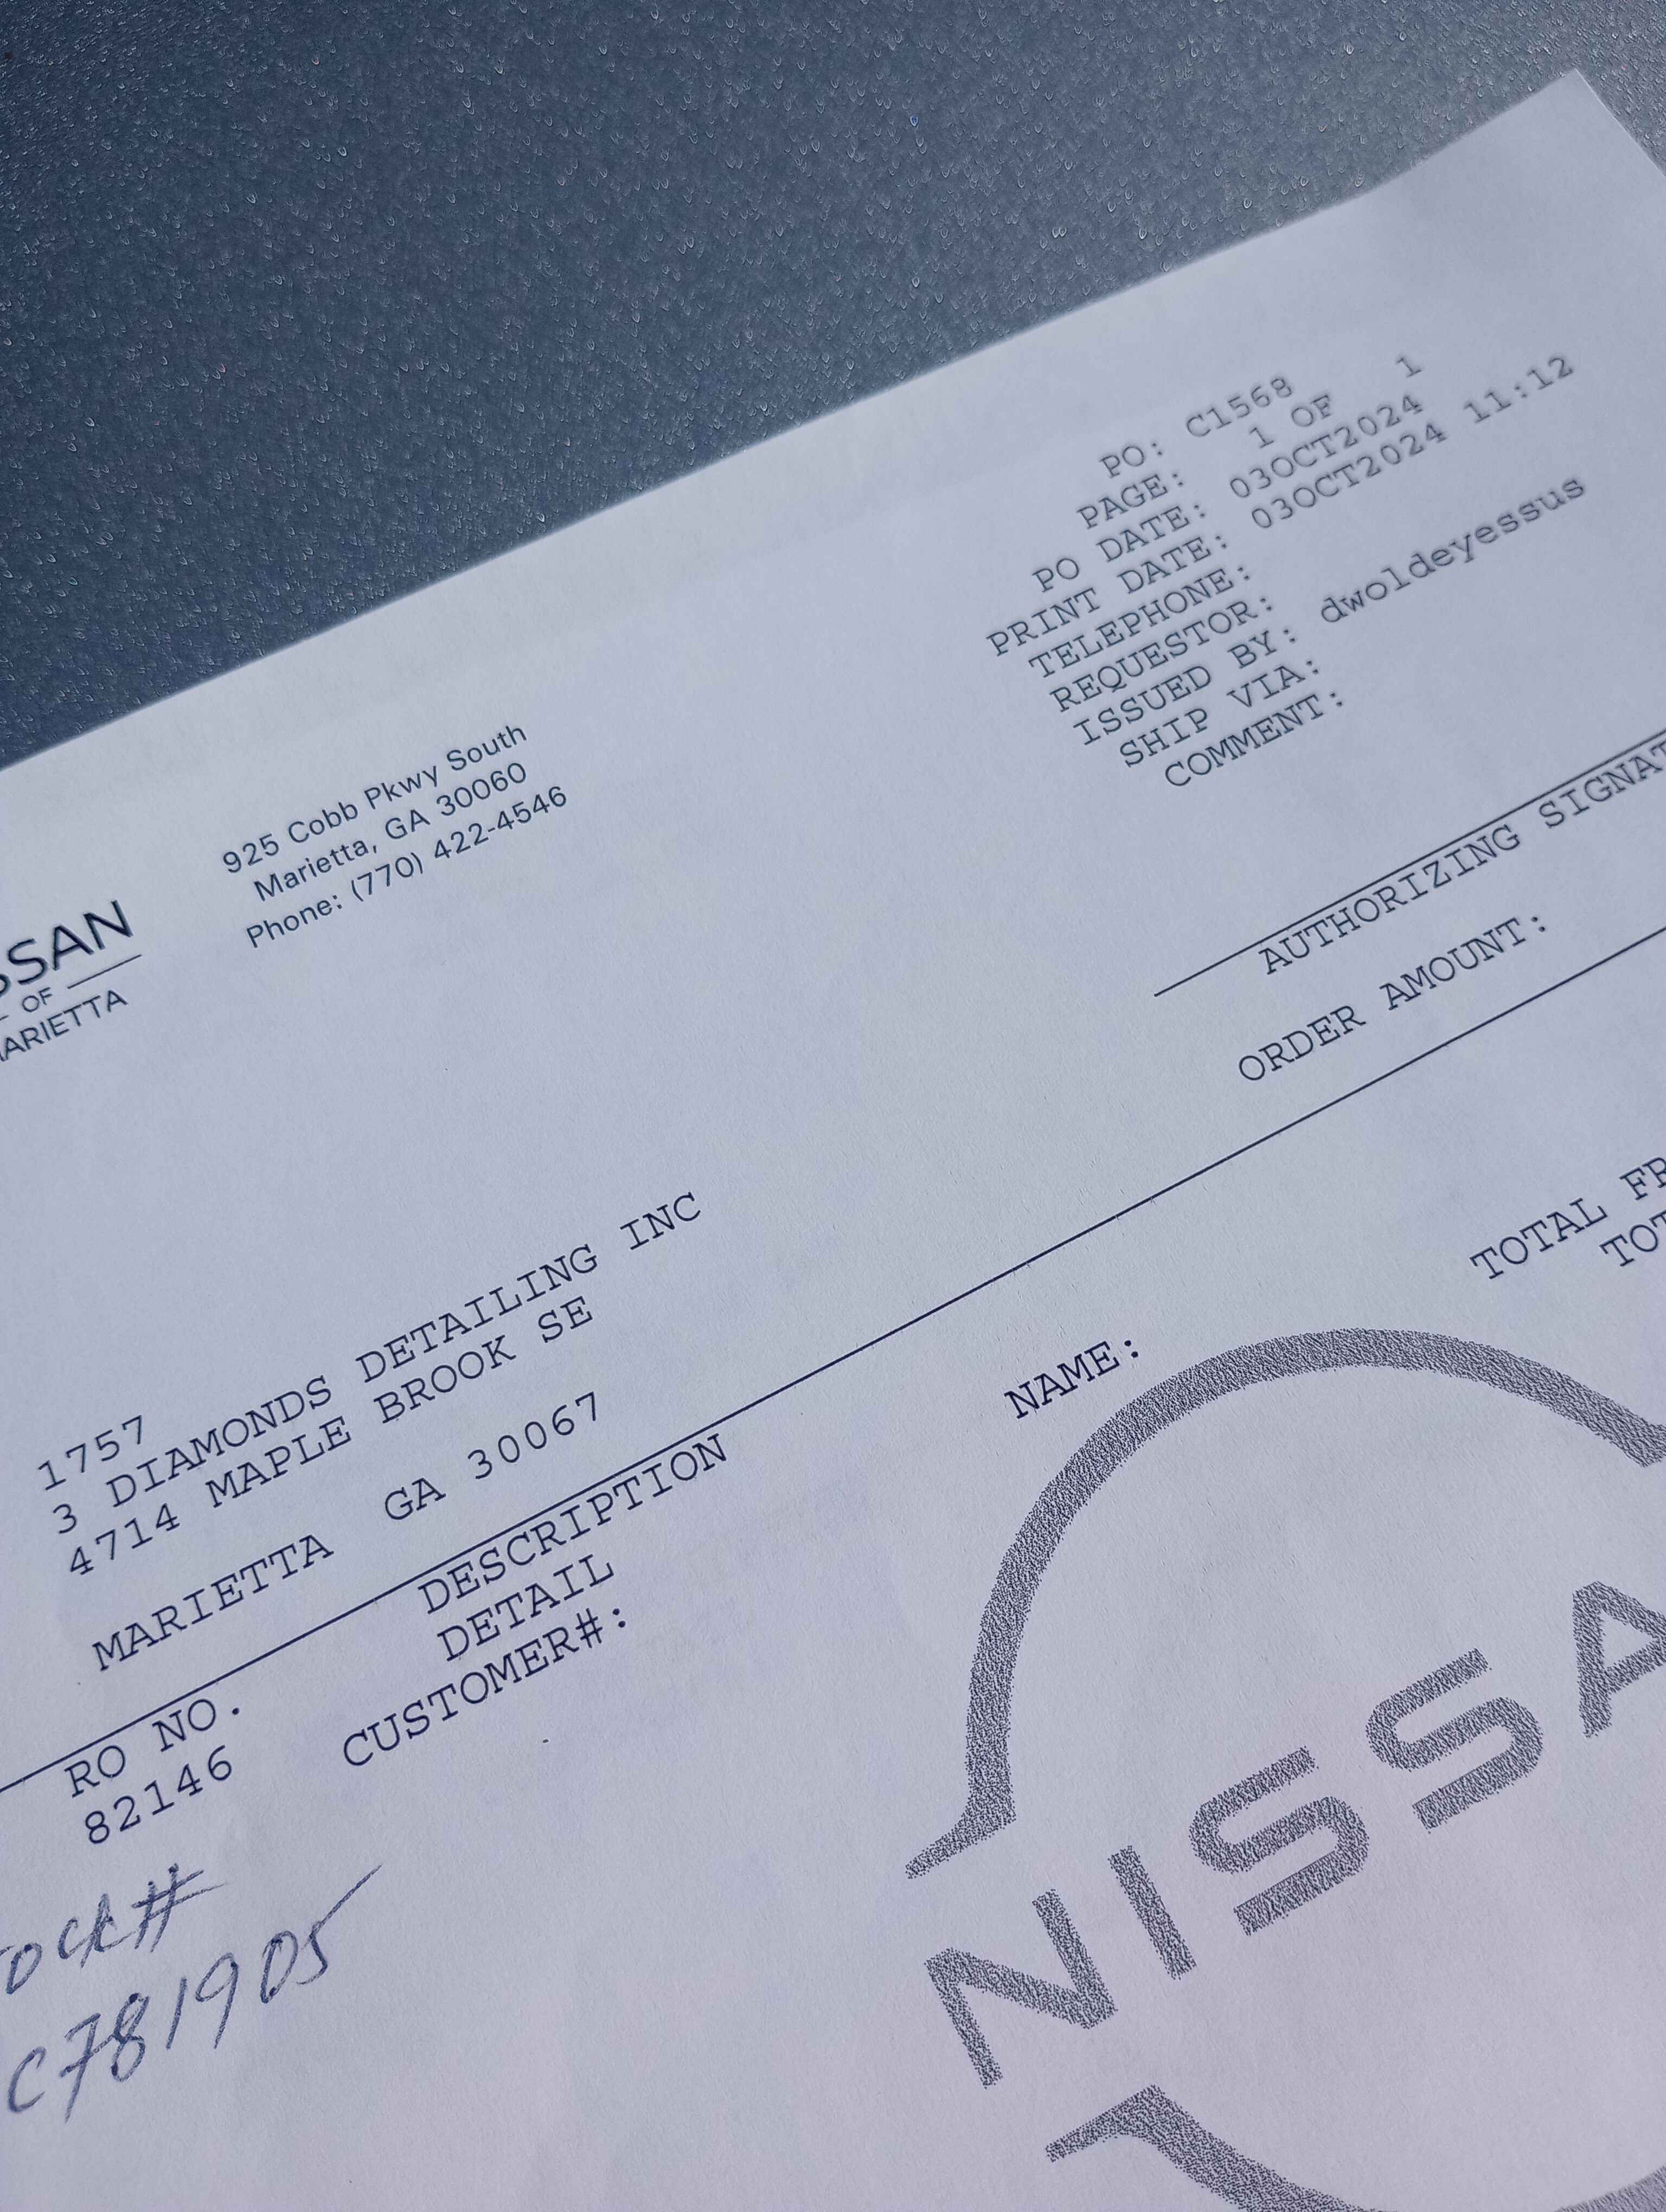 PO: C1568
PAGE: 1 OF 1
PO DATE: 03OCT2024
PRINT DATE: 03OCT2024 11:12
TELEPHONE:
REQUESTOR:
ISSUED BY: dwoldeyessus
SHIP VIA:
COMMENT:
925 Cobb Pkwy South
Marietta, GA 30060
Phone: (770) 422-4546
SSAN
OF
ARIETTA
AUTHORIZING SIGNAT
ORDER AMOUNT:
1757
3 DIAMONDS DETAILING INC
4714 MAPLE BROOK SE
MARIETTA GA 30067
TOTAL FR
TOT
RO NO. DESCRIPTION
82146 DETAIL
CUSTOMER#: NAME:
ock#
C781905
NISSA